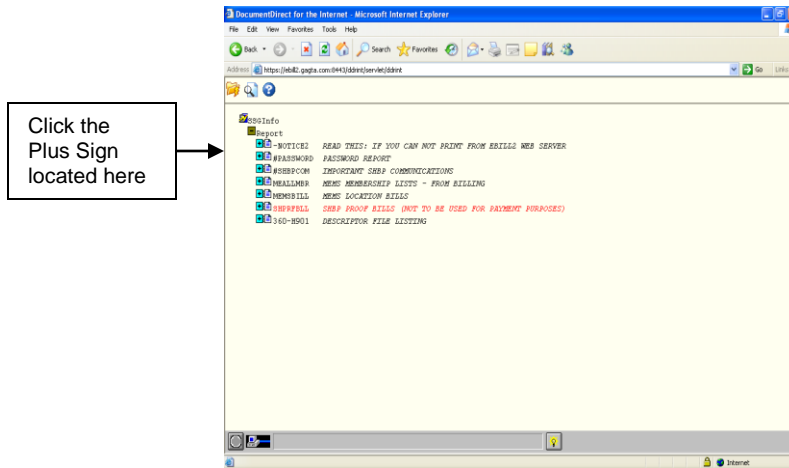 DocumentDirect for the Internet - Microsoft Internet Explorer
File Edit View Favorites Tools Help
Back Search Favorites
Address https://ebill2.gagta.com:8443/ddrint/servlet/ddrint Go Links
Click the
Plus Sign
located here
SSGInfo
Report
-NOTICE2 READ THIS: IF YOU CAN NOT PRINT FROM EBILL2 WEB SERVER
#PASSWORD PASSWORD REPORT
#SHBPCOM IMPORTANT SHBP COMMUNICATIONS
MEALLMBR MEMS MEMBERSHIP LISTS - FROM BILLING
MEMSBILL MEMS LOCATION BILLS
SHPRFBLL SHBP PROOF BILLS (NOT TO BE USED FOR PAYMENT PURPOSES)
36D-H901 DESCRIPTOR FILE LISTING
Internet